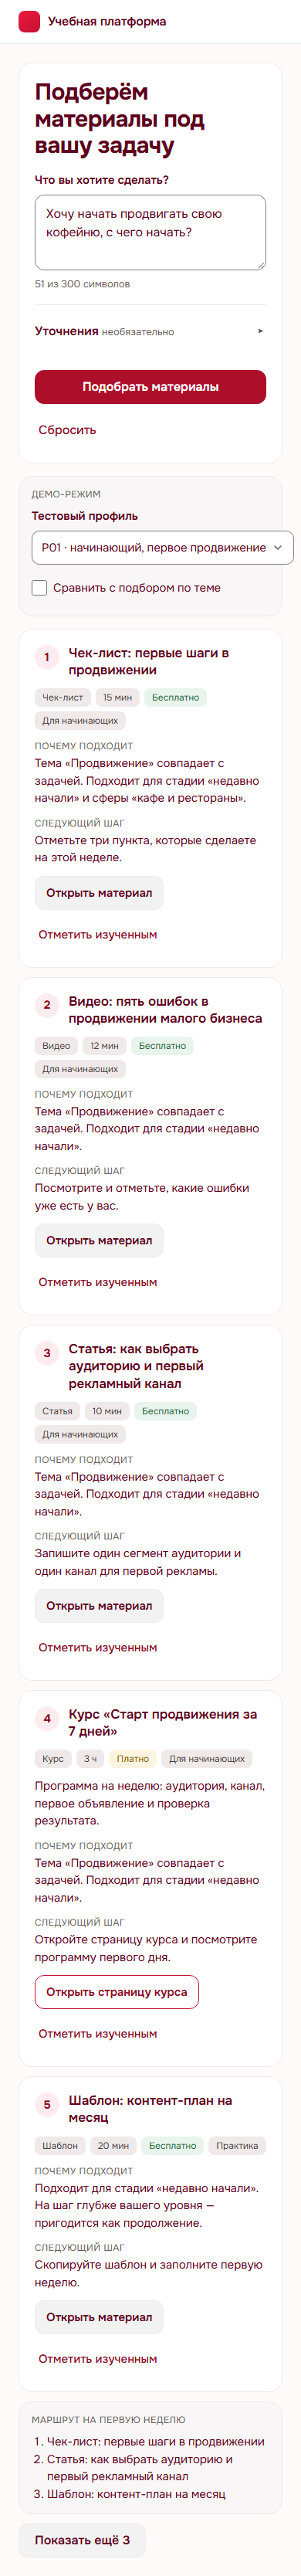 Учебная платформа
Подберём
материалы под
вашу задачу
Что вы хотите сделать?
Хочу начать продвигать свою
кофейню, с чего начать?
51 из 300 символов
Уточнения необязательно
Подобрать материалы
Сбросить
ДЕМО-РЕЖИМ
Тестовый профиль
P01 · начинающий, первое продвижение
Сравнить с подбором по теме
1
Чек-лист: первые шаги в
продвижении
Чек-лист 15 мин Бесплатно
Для начинающих
ПОЧЕМУ ПОДХОДИТ
Тема «Продвижение» совпадает с
задачей. Подходит для стадии «недавно
начали» и сферы «кафе и рестораны».
СЛЕДУЮЩИЙ ШАГ
Отметьте три пункта, которые сделаете
на этой неделе.
Открыть материал
Отметить изученным
2
Видео: пять ошибок в
продвижении малого бизнеса
Видео 12 мин Бесплатно
Для начинающих
ПОЧЕМУ ПОДХОДИТ
Тема «Продвижение» совпадает с
задачей. Подходит для стадии «недавно
начали».
СЛЕДУЮЩИЙ ШАГ
Посмотрите и отметьте, какие ошибки
уже есть у вас.
Открыть материал
Отметить изученным
3
Статья: как выбрать
аудиторию и первый
рекламный канал
Статья 10 мин Бесплатно
Для начинающих
ПОЧЕМУ ПОДХОДИТ
Тема «Продвижение» совпадает с
задачей. Подходит для стадии «недавно
начали».
СЛЕДУЮЩИЙ ШАГ
Запишите один сегмент аудитории и
один канал для первой рекламы.
Открыть материал
Отметить изученным
4
Курс «Старт продвижения за
7 дней»
Курс 3 ч Платно Для начинающих
Программа на неделю: аудитория, канал,
первое объявление и проверка
результата.
ПОЧЕМУ ПОДХОДИТ
Тема «Продвижение» совпадает с
задачей. Подходит для стадии «недавно
начали».
СЛЕДУЮЩИЙ ШАГ
Откройте страницу курса и посмотрите
программу первого дня.
Открыть страницу курса
Отметить изученным
5
Шаблон: контент-план на
месяц
Шаблон 20 мин Бесплатно Практика
ПОЧЕМУ ПОДХОДИТ
Подходит для стадии «недавно начали».
На шаг глубже вашего уровня —
пригодится как продолжение.
СЛЕДУЮЩИЙ ШАГ
Скопируйте шаблон и заполните первую
неделю.
Открыть материал
Отметить изученным
МАРШРУТ НА ПЕРВУЮ НЕДЕЛЮ
1. Чек-лист: первые шаги в продвижении
2. Статья: как выбрать аудиторию и
первый рекламный канал
3. Шаблон: контент-план на месяц
Показать ещё 3